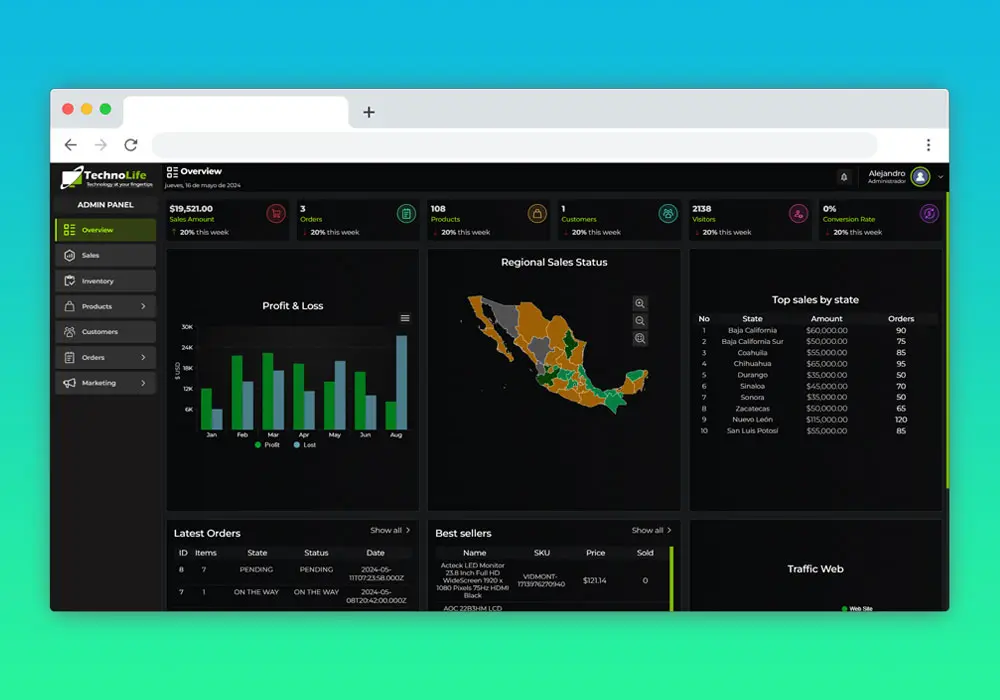 TechnoLife
Technology at your fingertips
ADMIN PANEL
Overview
Sales
Inventory
Products
Customers
Orders
Marketing
Overview
jueves, 16 de mayo de 2024
Alejandro
Administrador
$19,521.00
Sales Amount
↑ 20% this week
3
Orders
↓ 20% this week
108
Products
↓ 20% this week
1
Customers
↓ 20% this week
2138
Visitors
↓ 20% this week
0%
Conversion Rate
↓ 20% this week
Profit & Loss
$ USD
30K
24K
18K
12K
6K
Jan Feb Mar Apr May Jun Aug
Profit Lost
Regional Sales Status
Top sales by state
No State Amount Orders
1 Baja California $60,000.00 90
2 Baja California Sur $50,000.00 75
3 Coahuila $55,000.00 85
4 Chihuahua $65,000.00 95
5 Durango $35,000.00 50
6 Sinaloa $45,000.00 70
7 Sonora $35,000.00 50
8 Zacatecas $50,000.00 65
9 Nuevo León $115,000.00 120
10 San Luis Potosí $55,000.00 85
Latest Orders
Show all
ID Items State Status Date
8 7 PENDING PENDING 2024-05-
11T07:23:58.000Z
7 1 ON THE WAY ON THE WAY 2024-05-
08T20:42:00.000Z
Best sellers
Show all
Name SKU Price Sold
Acteck LED Monitor
23.8 Inch Full HD
WideScreen 1920 x
1080 Pixels 75Hz HDMI
Black
VIDMONT-
1713976270940
$121.14
0
AOC 22B3HM LCD
Traffic Web
Web Site